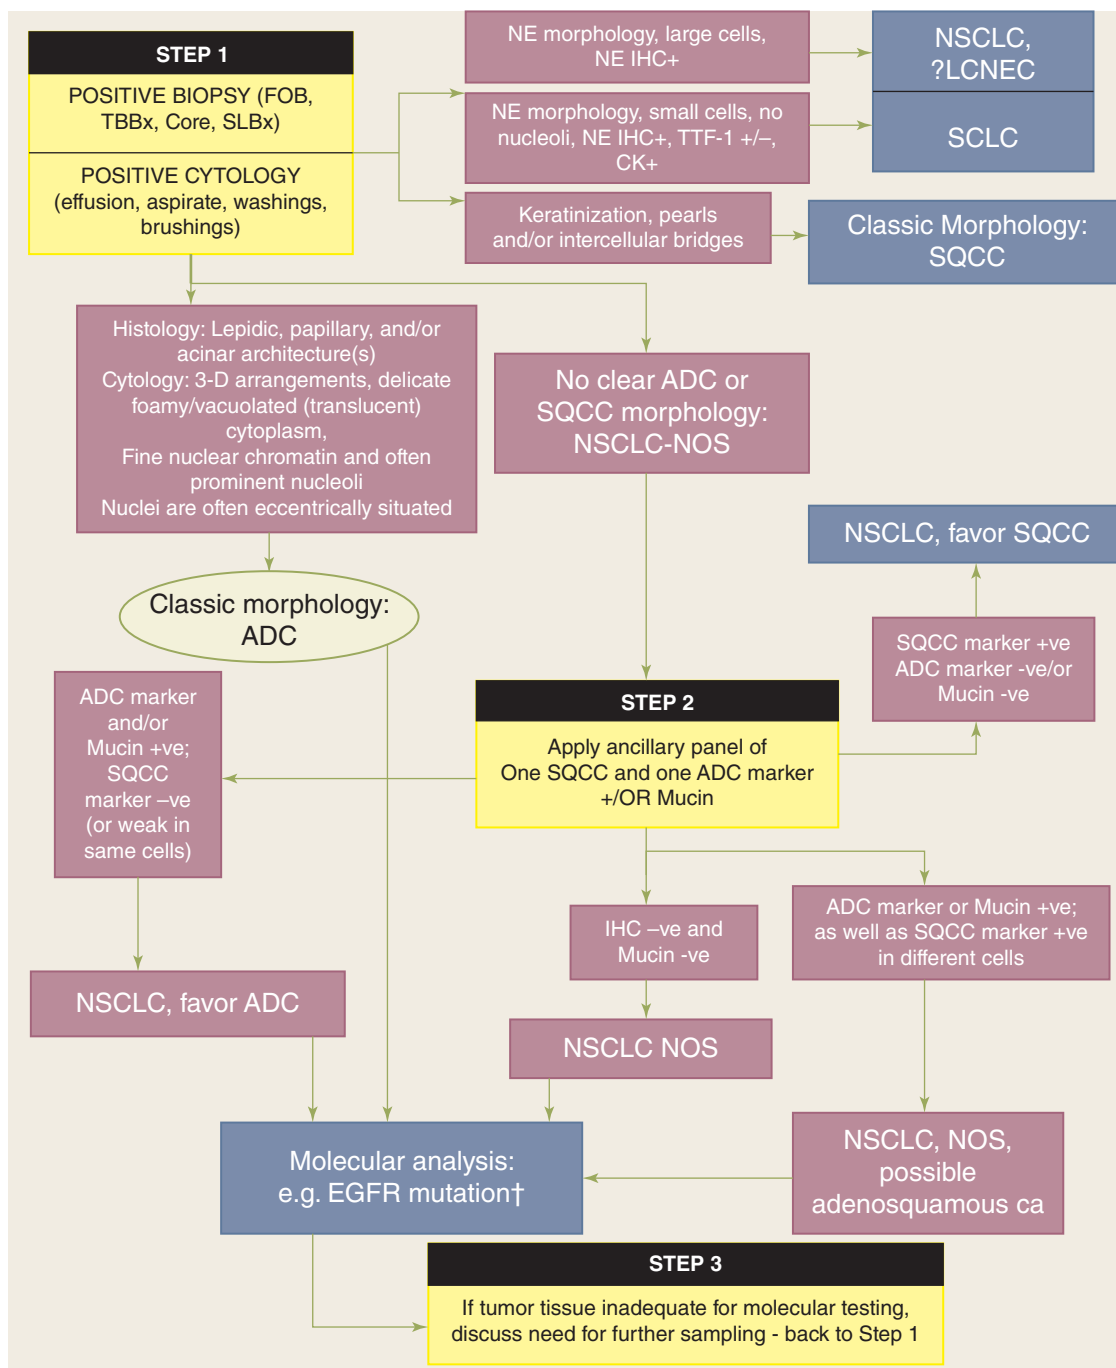 STEP 1
POSITIVE BIOPSY (FOB,
TBBx, Core, SLBx)
POSITIVE CYTOLOGY
(effusion, aspirate, washings,
brushings)
NE morphology, large cells,
NE IHC+
NSCLC,
?LCNEC
NE morphology, small cells, no
nucleoli, NE IHC+, TTF-1 +/–,
CK+
SCLC
Keratinization, pearls
and/or intercellular bridges
Classic Morphology:
SQCC
Histology: Lepidic, papillary, and/or
acinar architecture(s)
Cytology: 3-D arrangements, delicate
foamy/vacuolated (translucent)
cytoplasm,
Fine nuclear chromatin and often
prominent nucleoli
Nuclei are often eccentrically situated
No clear ADC or
SQCC morphology:
NSCLC-NOS
Classic morphology:
ADC
NSCLC, favor SQCC
SQCC marker +ve
ADC marker -ve/or
Mucin -ve
STEP 2
Apply ancillary panel of
One SQCC and one ADC marker
+/OR Mucin
ADC marker
and/or
Mucin +ve;
SQCC
marker –ve
(or weak in
same cells)
IHC –ve and
Mucin -ve
ADC marker or Mucin +ve;
as well as SQCC marker +ve
in different cells
NSCLC, favor ADC
NSCLC NOS
Molecular analysis:
e.g. EGFR mutation†
NSCLC, NOS,
possible
adenosquamous ca
STEP 3
If tumor tissue inadequate for molecular testing,
discuss need for further sampling - back to Step 1